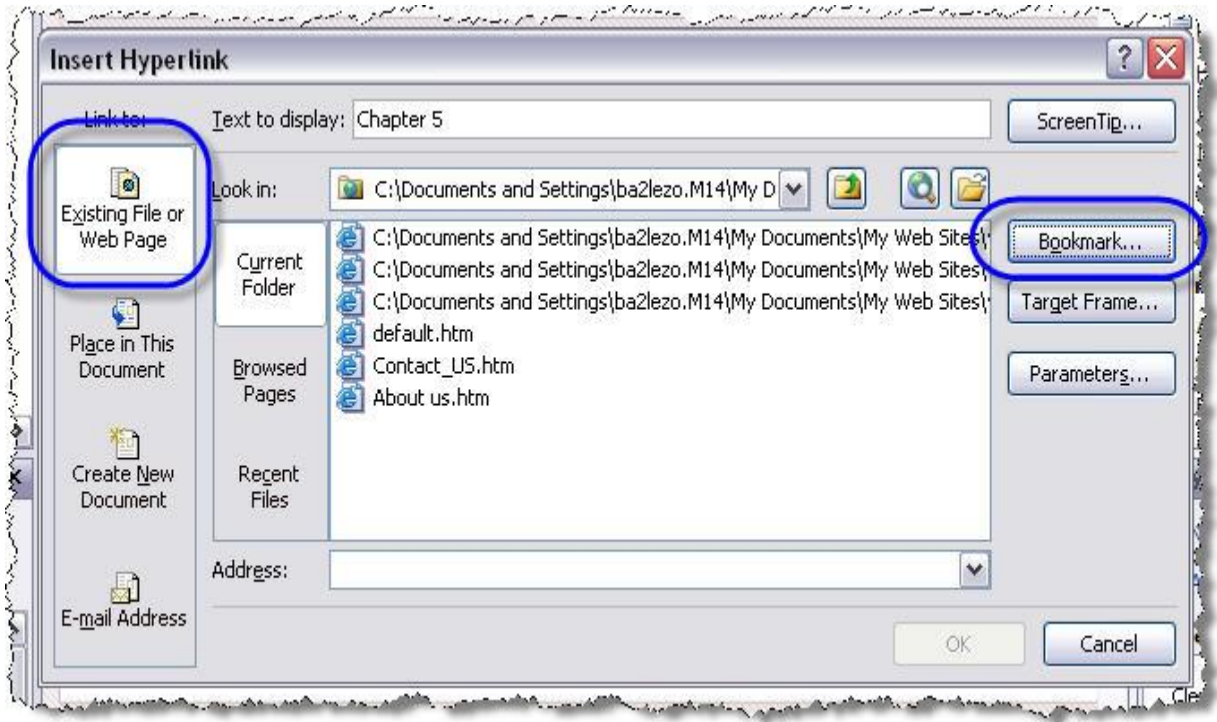 Insert Hyperlink
Link to:
Text to display: Chapter 5
ScreenTip...
Existing File or
Web Page
Look in: C:\Documents and Settings\ba2lezo.M14\My D
Current
Folder
C:\Documents and Settings\ba2lezo.M14\My Documents\My Web Sites\
C:\Documents and Settings\ba2lezo.M14\My Documents\My Web Sites\
C:\Documents and Settings\ba2lezo.M14\My Documents\My Web Sites\
default.htm
Contact_US.htm
About us.htm
Bookmark...
Target Frame...
Parameters...
Place in This
Document
Browsed
Pages
Create New
Document
Recent
Files
Address:
E-mail Address
OK
Cancel